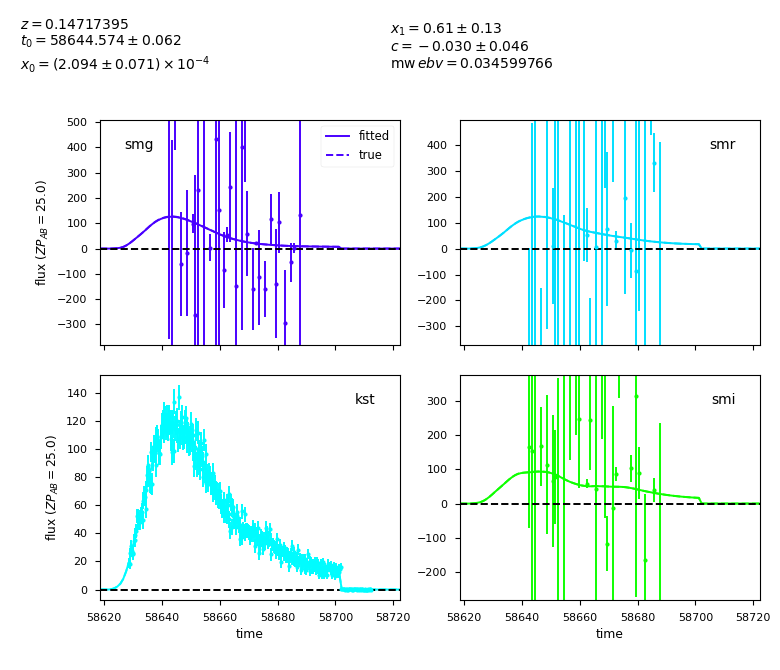 z = 0.14717395
t₀ = 58644.574 ± 0.062
x₀ = (2.094 ± 0.071) × 10⁻⁴
x₁ = 0.61 ± 0.13
c = −0.030 ± 0.046
mw ebv = 0.034599766
smg
fitted
true
500
400
300
200
100
0
−100
−200
−300
flux (ZP_AB = 25.0)
smr
400
300
200
100
0
−100
−200
−300
kst
140
120
100
80
60
40
20
0
flux (ZP_AB = 25.0)
58620 58640 58660 58680 58700 58720
time
smi
300
200
100
0
−100
−200
58620 58640 58660 58680 58700 58720
time